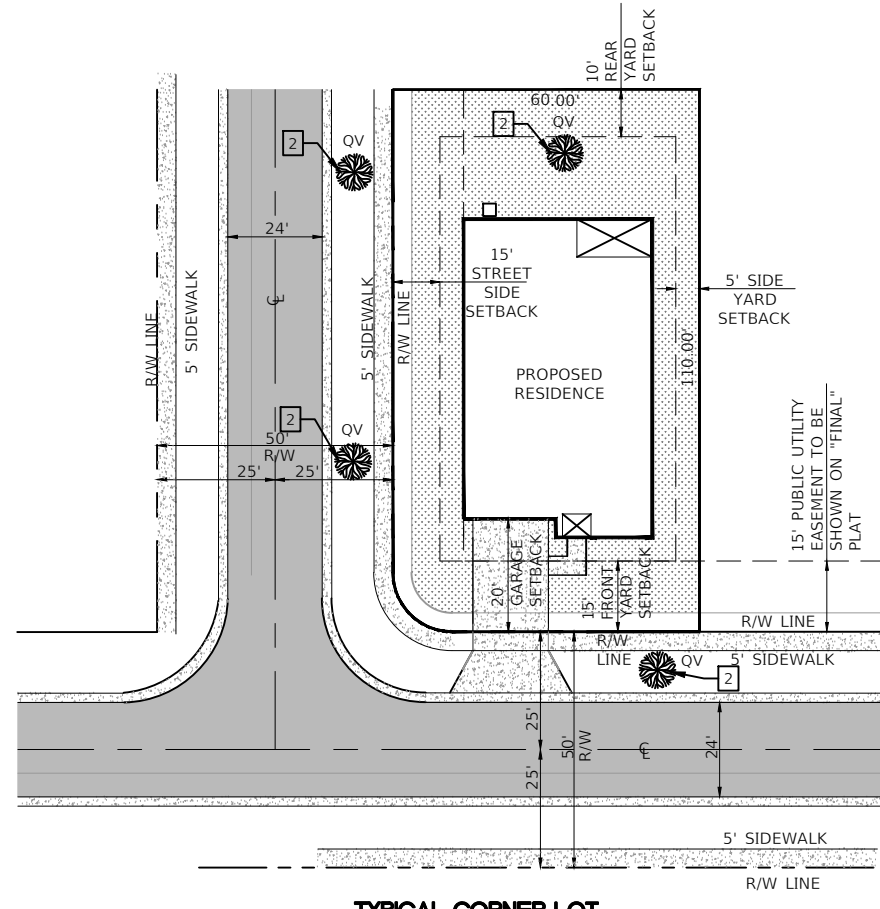 10'
REAR
YARD
SETBACK
60.00'
QV
2
2
QV
24'
15'
STREET
SIDE
SETBACK
5' SIDE
YARD
SETBACK
R/W LINE
5' SIDEWALK
℄
5' SIDEWALK
R/W LINE
110.00'
PROPOSED
RESIDENCE
2
QV
50'
R/W
25'
25'
15' PUBLIC UTILITY
EASEMENT TO BE
SHOWN ON "FINAL"
PLAT
20'
GARAGE
SETBACK
15'
FRONT
YARD
SETBACK
R/W LINE
R/W
LINE
QV
5' SIDEWALK
2
25'
50'
R/W
℄
24'
25'
5' SIDEWALK
R/W LINE
TYPICAL CORNER LOT